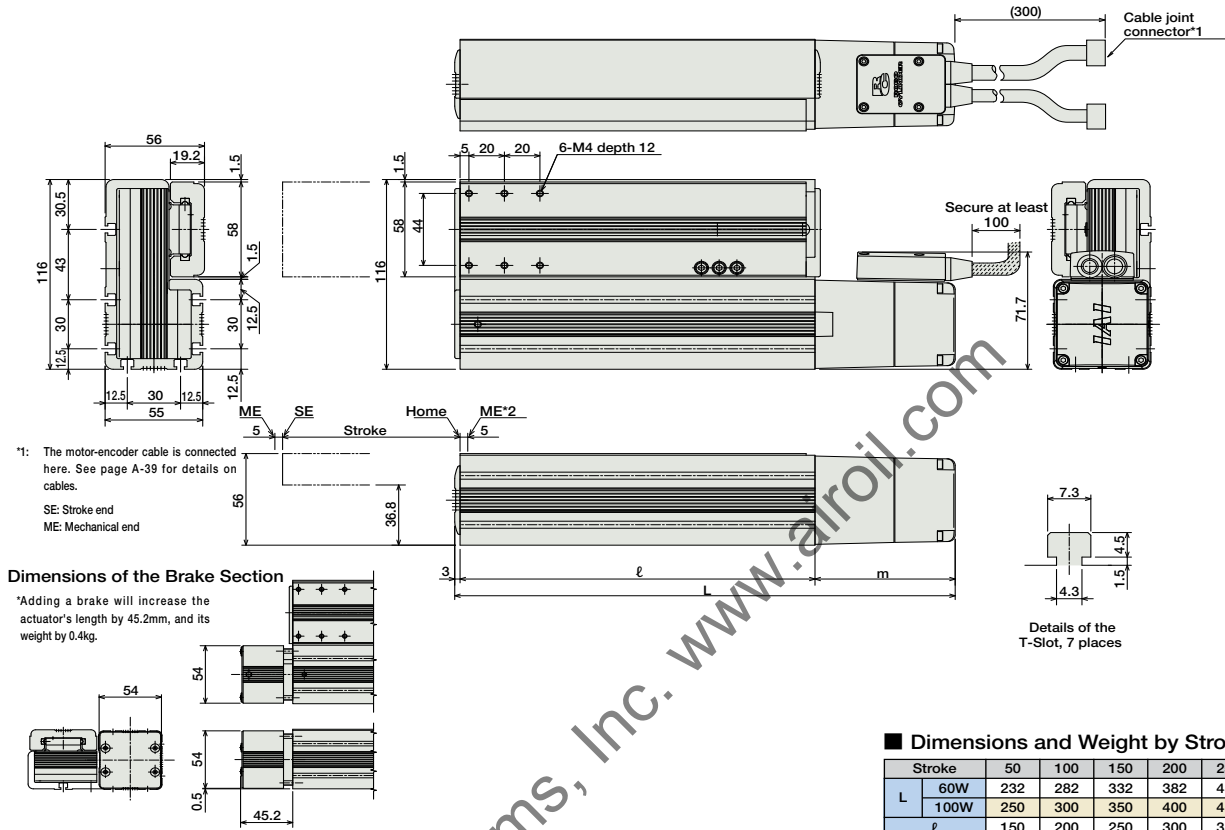 (300)
Cable joint
connector*1
56
19.2
1.5
5
20
20
6-M4 depth 12
1.5
30.5
58
116
43
1.5
30
30
12.5
12.5
12.5
12.5
30
12.5
55
58
44
116
Secure at least
100
71.7
IAI
ME
SE
Home
ME*2
5
Stroke
5
*1: The motor-encoder cable is connected
here. See page A-39 for details on
cables.
SE: Stroke end
ME: Mechanical end
56
36.8
3
ℓ
m
L
7.3
4.5
1.5
4.3
Details of the
T-Slot, 7 places
Dimensions of the Brake Section
*Adding a brake will increase the
actuator's length by 45.2mm, and its
weight by 0.4kg.
54
54
54
0.5
45.2
ms, Inc. www.airoil.com
■ Dimensions and Weight by Stro
Stroke 50 100 150 200 2
L 60W 232 282 332 382 4
100W 250 300 350 400 4
ℓ 150 200 250 300 3